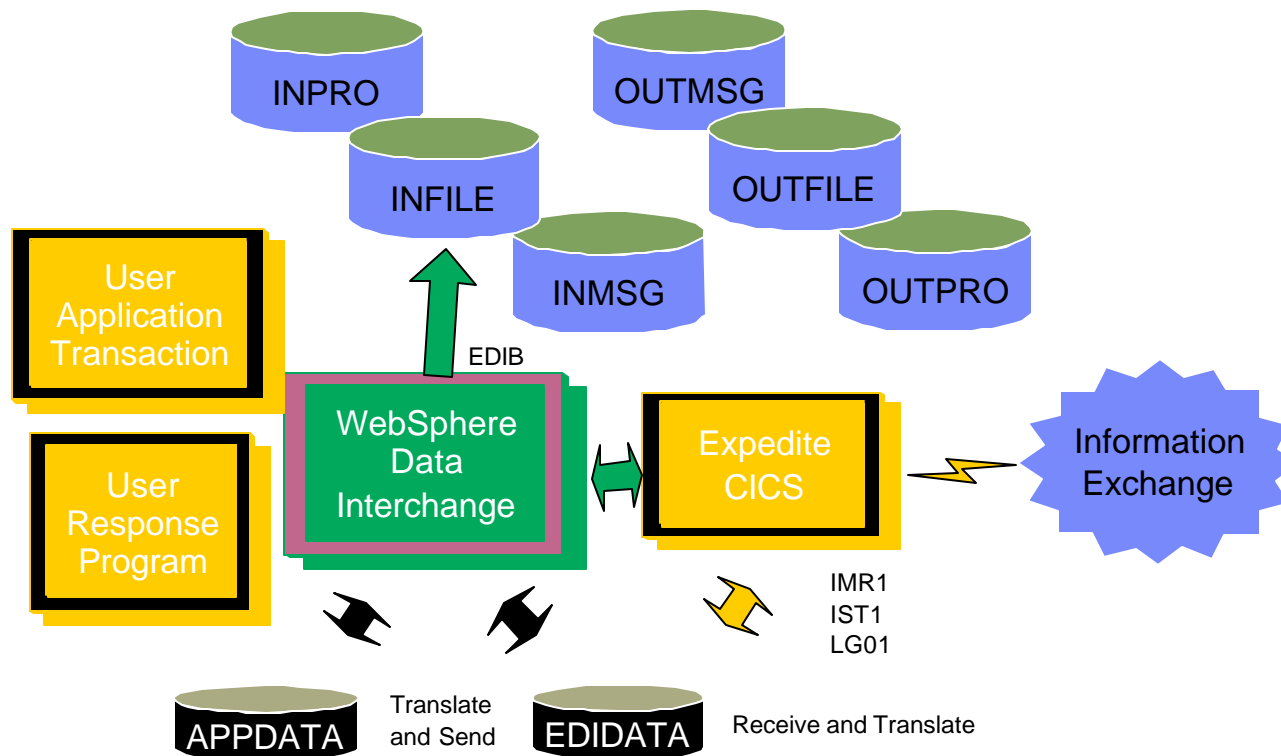 INPRO
OUTMSG
INFILE
OUTFILE
INMSG
OUTPRO
User
Application
Transaction
EDIB
WebSphere
Data
Interchange
Expedite
CICS
Information
Exchange
User
Response
Program
IMR1
IST1
LG01
APPDATA
Translate
and Send
EDIDATA
Receive and Translate